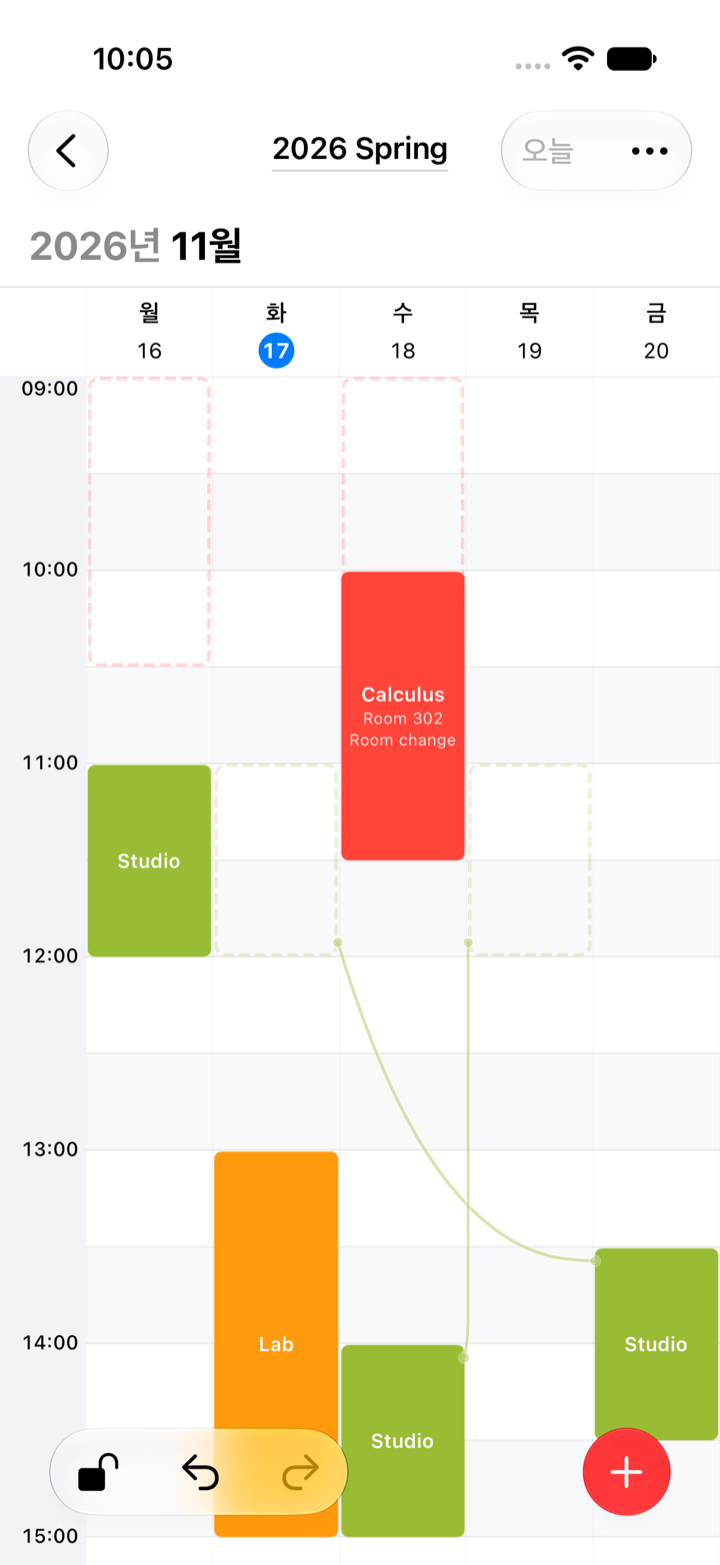 10:05
2026 Spring
오늘
2026년 11월
월 화 수 목 금
16 17 18 19 20
09:00
10:00
Calculus
Room 302
Room change
11:00
Studio
12:00
13:00
14:00
Lab
Studio
Studio
15:00